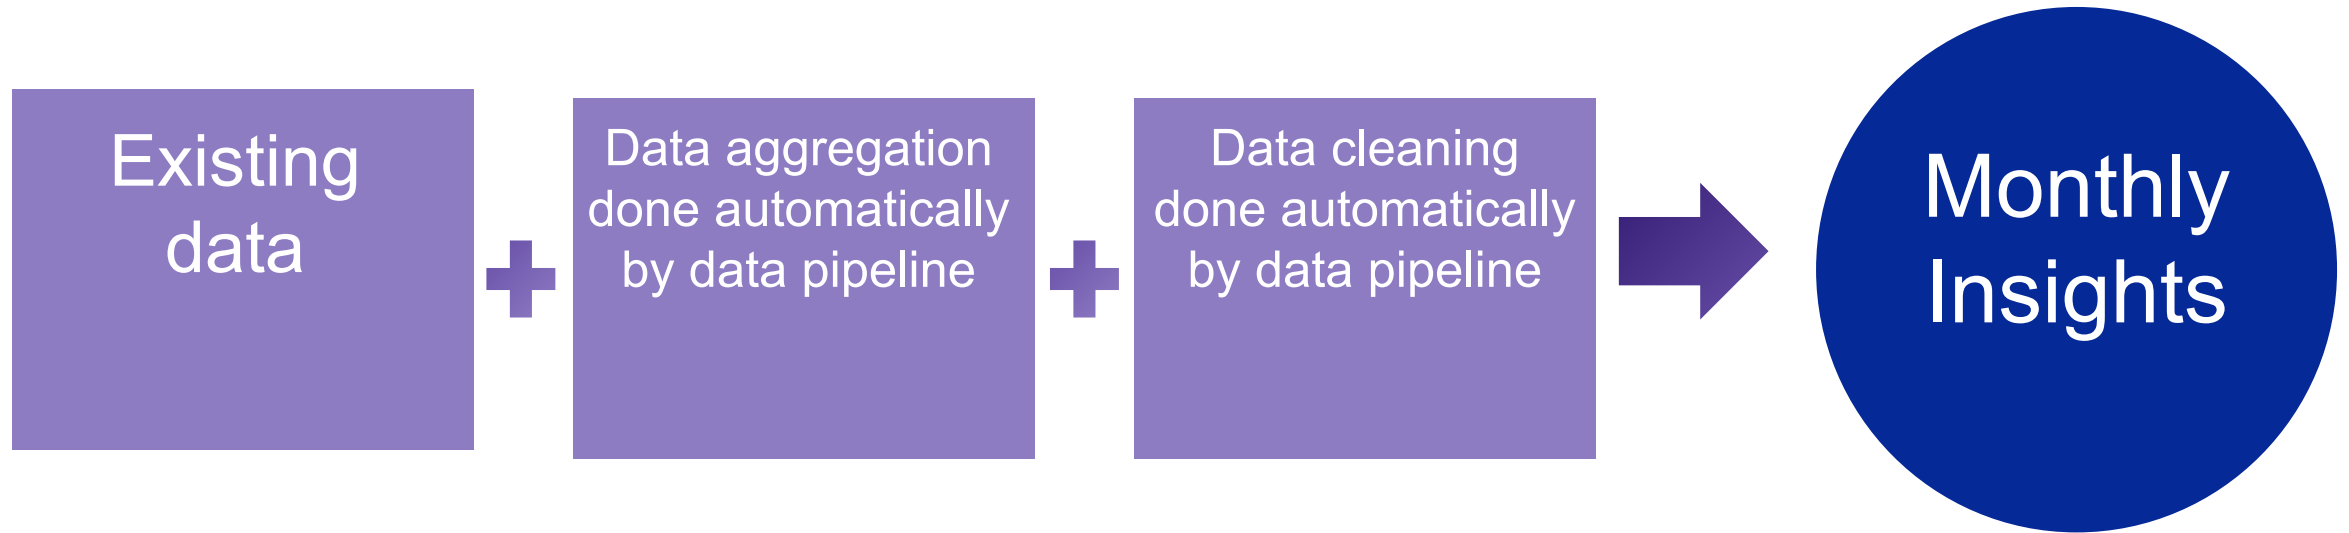 Existing
data
Data aggregation
done automatically
by data pipeline
Data cleaning
done automatically
by data pipeline
Monthly
Insights